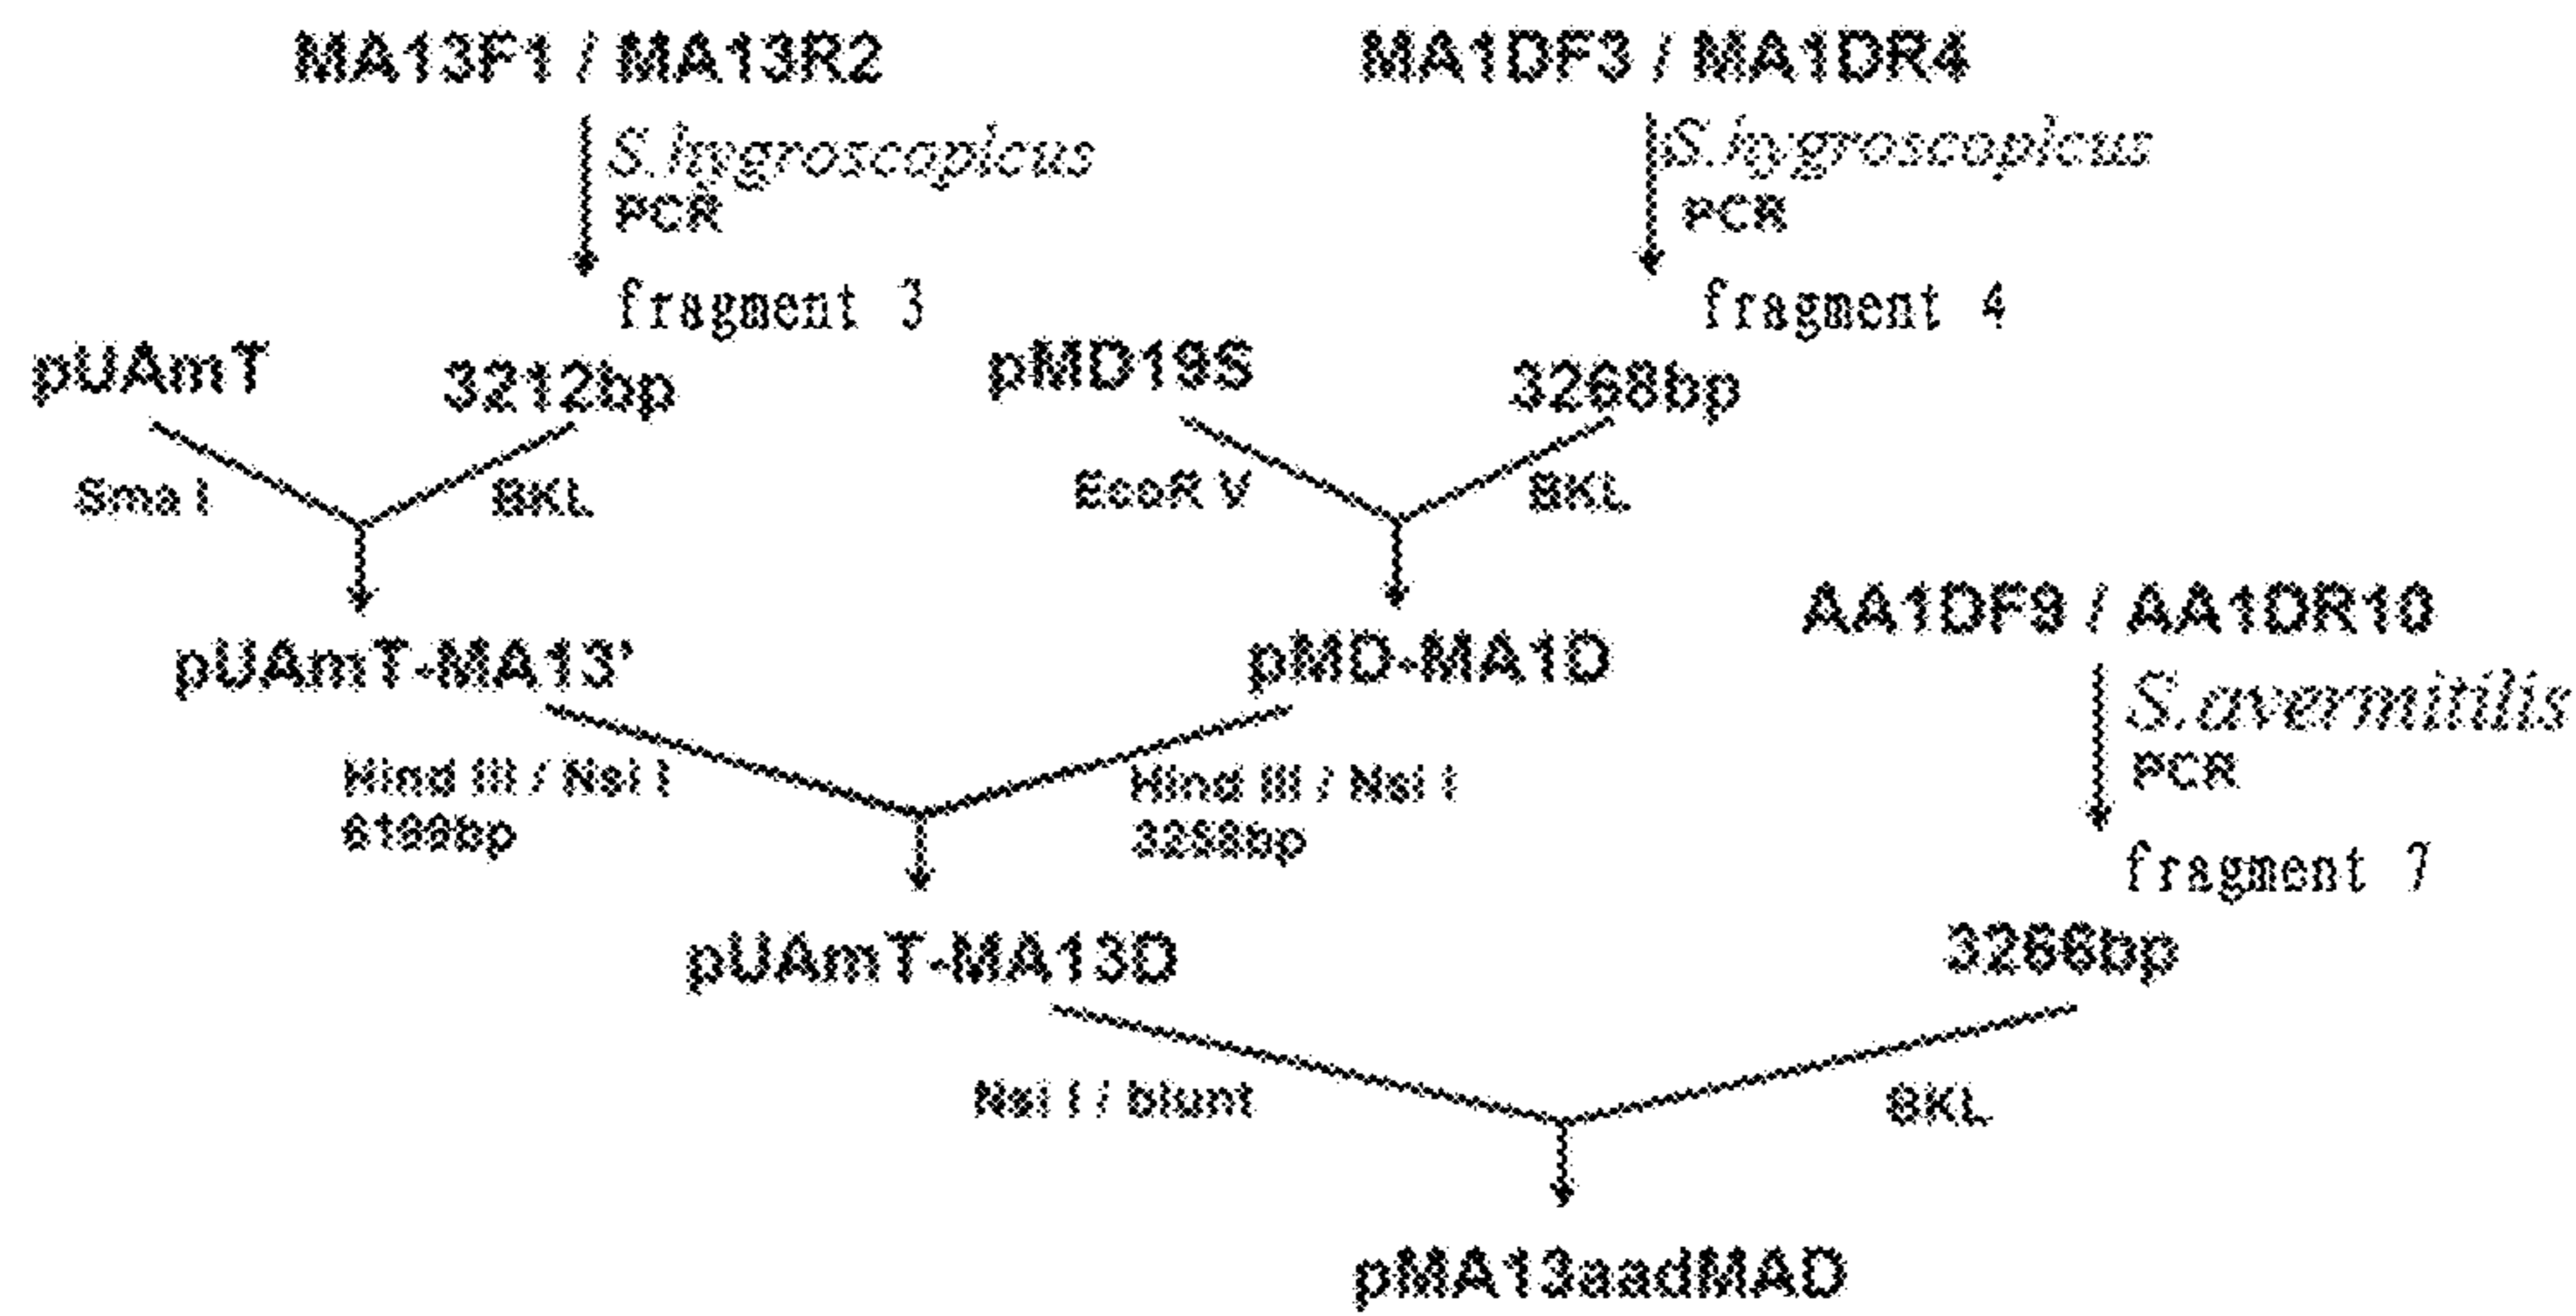 MA13F1 / MA13R2
MA1DF3 / MA1DR4
S.hygroscopicus
PCR
S.hygroscopicus
PCR
fragment 3
fragment 4
pUAmT
3212bp
pMD19S
3268bp
Sma I
BKL
EcoR V
BKL
AA1DF9 / AA1DR10
pUAmT-MA13'
pMD-MA1D
S.avermitilis
PCR
Hind III / Nsi I
6199bp
Hind III / Nsi I
fragment 7
pUAmT-MA13D
3266bp
Nsi I / blunt
BKL
pMA13aadMAD